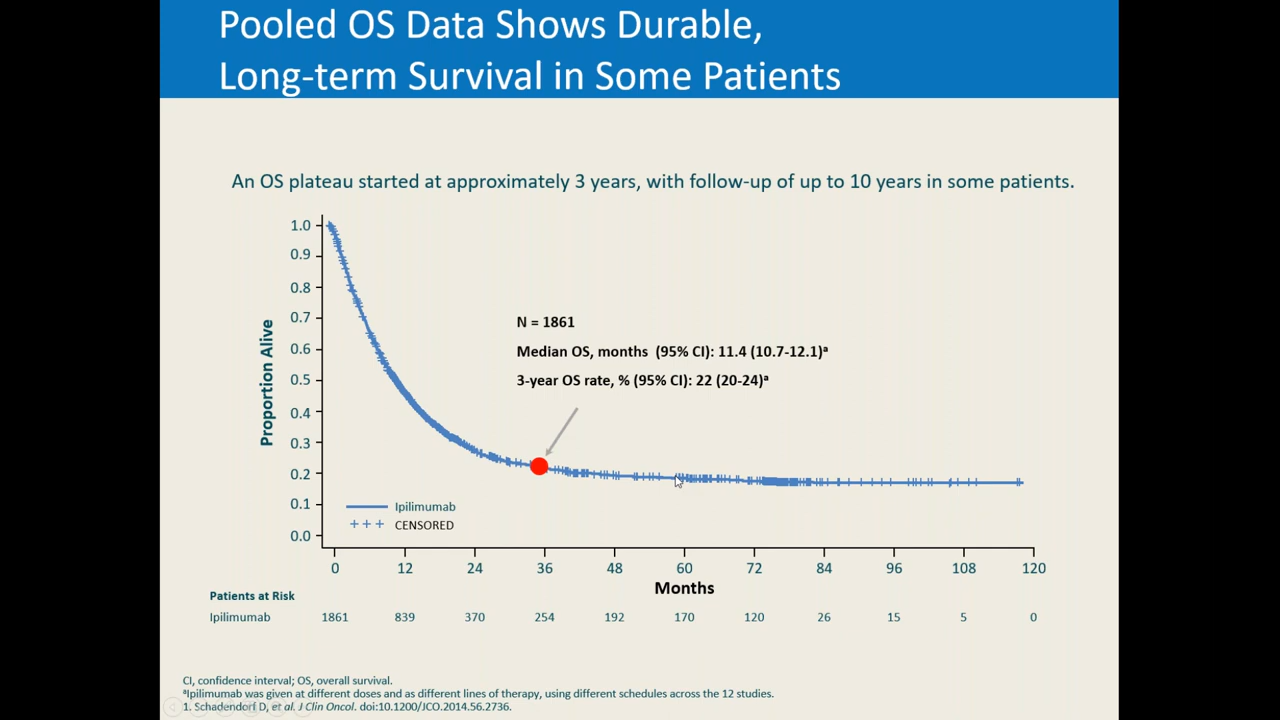 Pooled OS Data Shows Durable,
Long-term Survival in Some Patients
An OS plateau started at approximately 3 years, with follow-up of up to 10 years in some patients.
1.0
0.9
0.8
0.7
0.6
0.5
0.4
0.3
0.2
0.1
0.0
Proportion Alive
N = 1861
Median OS, months (95% CI): 11.4 (10.7-12.1)ᵃ
3-year OS rate, % (95% CI): 22 (20-24)ᵃ
Ipilimumab
+++ CENSORED
0 12 24 36 48 60 72 84 96 108 120
Months
Patients at Risk
Ipilimumab 1861 839 370 254 192 170 120 26 15 5 0
CI, confidence interval; OS, overall survival.
ᵃIpilimumab was given at different doses and as different lines of therapy, using different schedules across the 12 studies.
1. Schadendorf D, et al. J Clin Oncol. doi:10.1200/JCO.2014.56.2736.